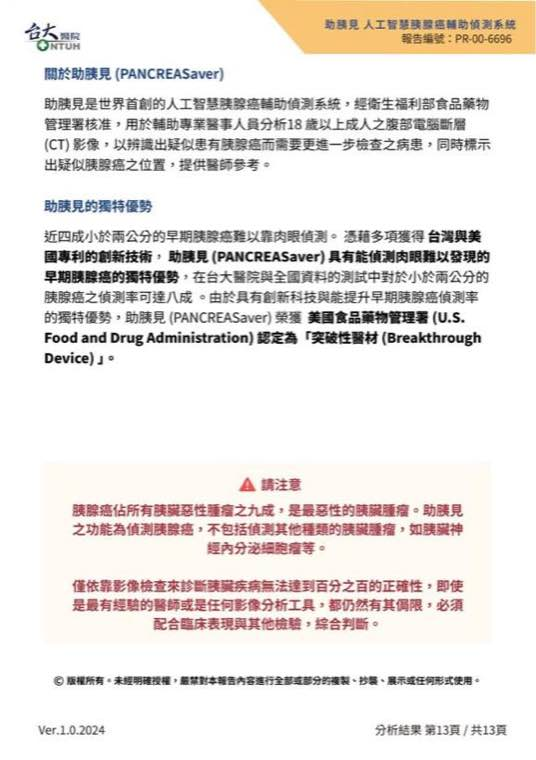 台大醫院
NTUH
助胰見 人工智慧胰腺癌輔助偵測系統
報告編號：PR-00-6696
關於助胰見 (PANCREASaver)
助胰見是世界首創的人工智慧胰腺癌輔助偵測系統，經衛生福利部食品藥物
管理署核准，用於輔助專業醫事人員分析18 歲以上成人之腹部電腦斷層
(CT) 影像，以辨識出疑似患有胰腺癌而需要更進一步檢查之病患，同時標示
出疑似胰腺癌之位置，提供醫師參考。
助胰見的獨特優勢
近四成小於兩公分的早期胰腺癌難以靠肉眼偵測。 憑藉多項獲得 台灣與美
國專利的創新技術， 助胰見 (PANCREASaver) 具有能偵測肉眼難以發現的
早期胰腺癌的獨特優勢，在台大醫院與全國資料的測試中對於小於兩公分的
胰腺癌之偵測率可達八成 。由於具有創新科技與能提升早期胰腺癌偵測率
的獨特優勢，助胰見 (PANCREASaver) 榮獲 美國食品藥物管理署 (U.S.
Food and Drug Administration) 認定為「突破性醫材 (Breakthrough
Device) 」。
請注意
胰腺癌佔所有胰臟惡性腫瘤之九成，是最惡性的胰臟腫瘤。助胰見
之功能為偵測胰腺癌，不包括偵測其他種類的胰臟腫瘤，如胰臟神
經內分泌細胞瘤等。
僅依靠影像檢查來診斷胰臟疾病無法達到百分之百的正確性，即使
是最有經驗的醫師或是任何影像分析工具，都仍然有其侷限，必須
配合臨床表現與其他檢驗，綜合判斷。
© 版權所有。未經明確授權，嚴禁對本報告內容進行全部或部分的複製、抄襲、展示或任何形式使用。
Ver.1.0.2024
分析結果 第13頁 / 共13頁